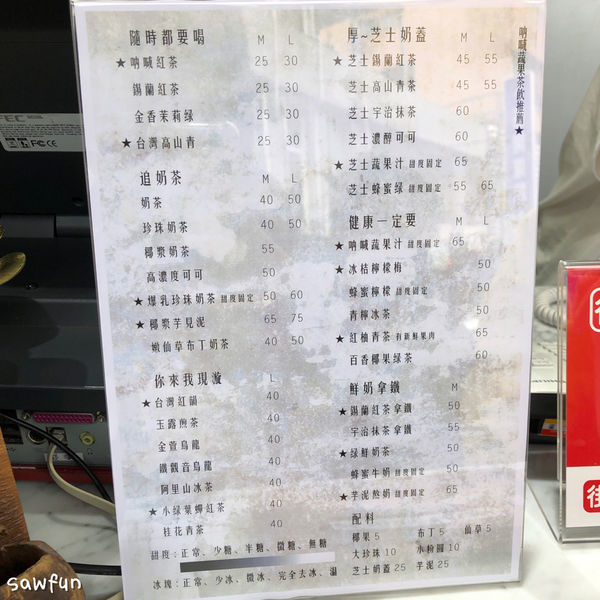 隨時都要喝 M L
★吶喊紅茶 25 30
錫蘭紅茶 25 30
金香茉莉绿 25 30
★台灣高山青 25 30
追奶茶 M L
奶茶 40 50
珍珠奶茶 40 50
椰漿奶茶 55
高濃度可可 50
★爆乳珍珠奶茶 甜度固定 50 60
★椰漿芋見泥 65 75
嫩仙草布丁奶茶 40 50
你來我現漩 L
★台灣紅韻 40
玉露煎茶 40
金萱烏龍 40
鐵觀音烏龍 40
阿里山冰茶 40
★小绿葉蟬紅茶 40
桂花青茶 40
甜度:正常、少糖、半糖、微糖、無糖
冰塊:正常、少冰、微冰、完全去冰、溫
厚~芝士奶蓋 M L
★芝士錫蘭紅茶 45 55
芝士高山青茶 45 55
芝士宇治抹茶 60
芝士濃醇可可 60
★芝士蔬果汁 甜度固定 65
芝士蜂蜜绿 甜度固定 55 65
健康一定要 M L
★吶喊蔬果汁 甜度固定 65
★冰桔檸檬梅 50
蜂蜜檸檬 甜度固定 50
青檸冰茶 50
★紅柚青茶 有新鮮果肉 65
百香椰果绿茶 60
鮮奶拿鐵 M
★錫蘭紅茶拿鐵 50
宇治抹茶拿鐵 55
★绿鮮奶茶 50
蜂蜜牛奶 甜度固定 50
★芋泥煎奶 甜度固定 65
配料
椰果 5 布丁 5 仙草 5
大珍珠 10 小粉圓 10
芝士奶蓋 25 芋泥 25
吶喊蔬果茶飲推薦★
FC CE
sawfun